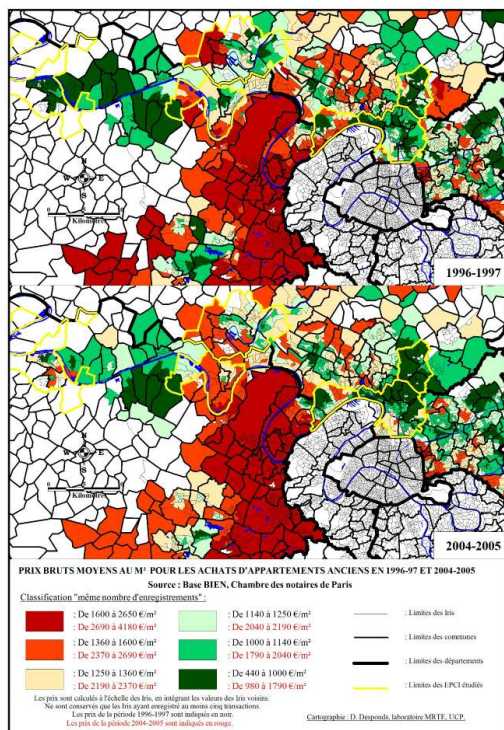 N
W E
S
0 6
Kilomètres
1996-1997
N
W E
S
0 6
Kilomètres
2004-2005
PRIX BRUTS MOYENS AU M² POUR LES ACHATS D'APPARTEMENTS ANCIENS EN 1996-97 ET 2004-2005
Source : Base BIEN, Chambre des notaires de Paris
Classification "même nombre d'enregistrements" :
: De 1600 à 2650 €/m²
: De 2690 à 4180 €/m²
: De 1360 à 1600 €/m²
: De 2370 à 2690 €/m²
: De 1250 à 1360 €/m²
: De 2190 à 2370 €/m²
: De 1140 à 1250 €/m²
: De 2040 à 2190 €/m²
: De 1000 à 1140 €/m²
: De 1790 à 2040 €/m²
: De 440 à 1000 €/m²
: De 980 à 1790 €/m²
: Limites des Iris
: Limites des communes
: Limites des départements
: Limites des EPCI étudiés
Les prix sont calculés à l'échelle des Iris, en intégrant les valeurs des Iris voisins.
Ne sont conservés que les Iris ayant enregistré au moins cinq transactions.
Les prix de la période 1996-1997 sont indiqués en noir.
Les prix de la période 2004-2005 sont indiqués en rouge.
Cartographie : D. Desponds, laboratoire MRTE, UCP.